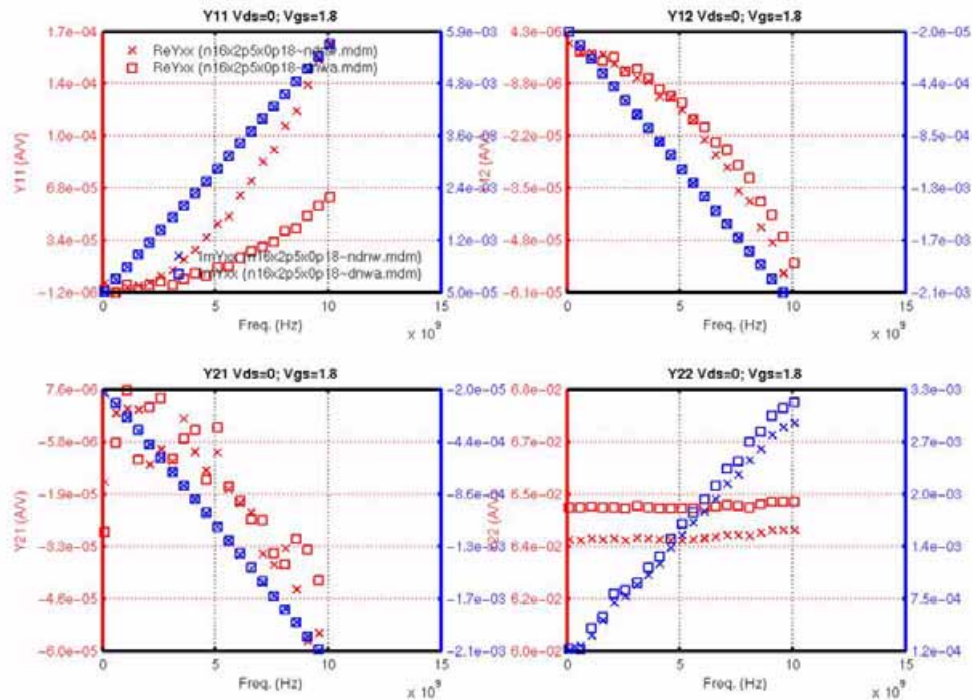 Y11 Vds=0; Vgs=1.8
1.7e-04
1.4e-04
1.0e-04
6.8e-05
3.4e-05
-1.2e-06
Y11 (A/V)
5.9e-03
4.8e-03
3.6e-03
2.4e-03
1.2e-03
5.0e-05
ReYxx (n16x2p5x0p18~ndnw.mdm)
ReYxx (n16x2p5x0p18~dnwa.mdm)
ImYxx (n16x2p5x0p18~ndnw.mdm)
ImYxx (n16x2p5x0p18~dnwa.mdm)
0 5 10 15
Freq. (Hz)
x 10^9
Y12 Vds=0; Vgs=1.8
4.3e-06
-8.8e-06
-2.2e-05
-3.5e-05
-4.8e-05
-6.1e-05
(A/V)
-2.0e-05
-4.4e-04
-8.5e-04
-1.3e-03
-1.7e-03
-2.1e-03
0 5 10 15
Freq. (Hz)
x 10^9
Y21 Vds=0; Vgs=1.8
7.6e-06
-5.8e-06
-1.9e-05
-3.3e-05
-4.6e-05
-6.0e-05
Y21 (A/V)
-2.0e-05
-4.4e-04
-8.6e-04
-1.3e-03
-1.7e-03
-2.1e-03
0 5 10 15
Freq. (Hz)
x 10^9
Y22 Vds=0; Vgs=1.8
6.8e-02
6.7e-02
6.5e-02
6.4e-02
6.2e-02
6.0e-02
(A/V)
3.3e-03
2.7e-03
2.0e-03
1.4e-03
7.5e-04
1.2e-04
0 5 10 15
Freq. (Hz)
x 10^9